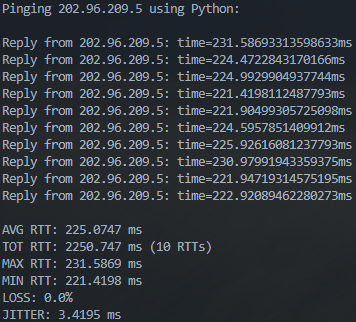 Pinging 202.96.209.5 using Python:
Reply from 202.96.209.5: time=231.58693313598633ms
Reply from 202.96.209.5: time=224.4722843170166ms
Reply from 202.96.209.5: time=224.9929904937744ms
Reply from 202.96.209.5: time=221.4198112487793ms
Reply from 202.96.209.5: time=221.90499305725098ms
Reply from 202.96.209.5: time=224.5957851409912ms
Reply from 202.96.209.5: time=225.92616081237793ms
Reply from 202.96.209.5: time=230.97991943359375ms
Reply from 202.96.209.5: time=221.94719314575195ms
Reply from 202.96.209.5: time=222.92089462280273ms
AVG RTT: 225.0747 ms
TOT RTT: 2250.747 ms (10 RTTs)
MAX RTT: 231.5869 ms
MIN RTT: 221.4198 ms
LOSS: 0.0%
JITTER: 3.4195 ms